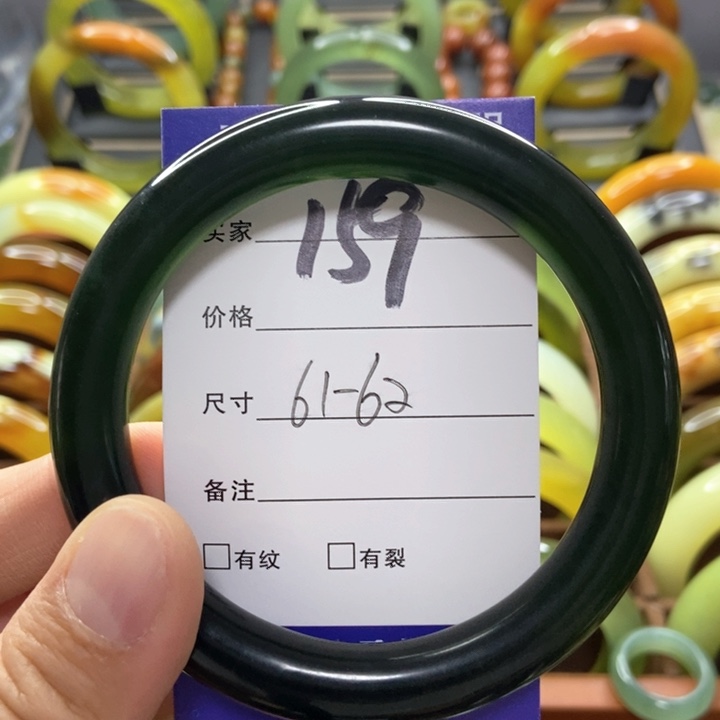 159
买家
价格
尺寸 61-62
备注
□有纹 □有裂